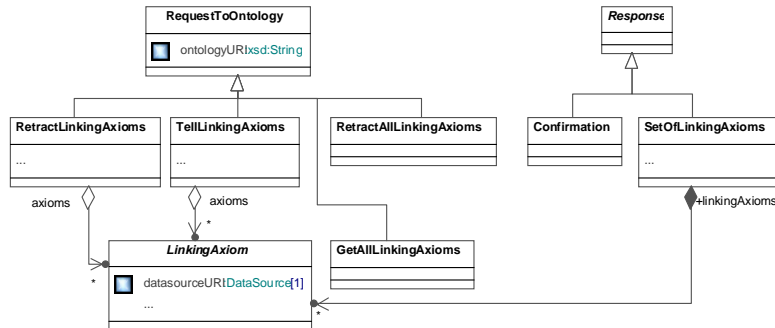 RequestToOntology
Response
ontologyURI:xsd:String
RetractLinkingAxioms
TellLinkingAxioms
RetractAllLinkingAxioms
Confirmation
SetOfLinkingAxioms
...
...
...
axioms
axioms
+linkingAxioms
*
LinkingAxiom
GetAllLinkingAxioms
*
datasourceURI:DataSource[1]
...
*